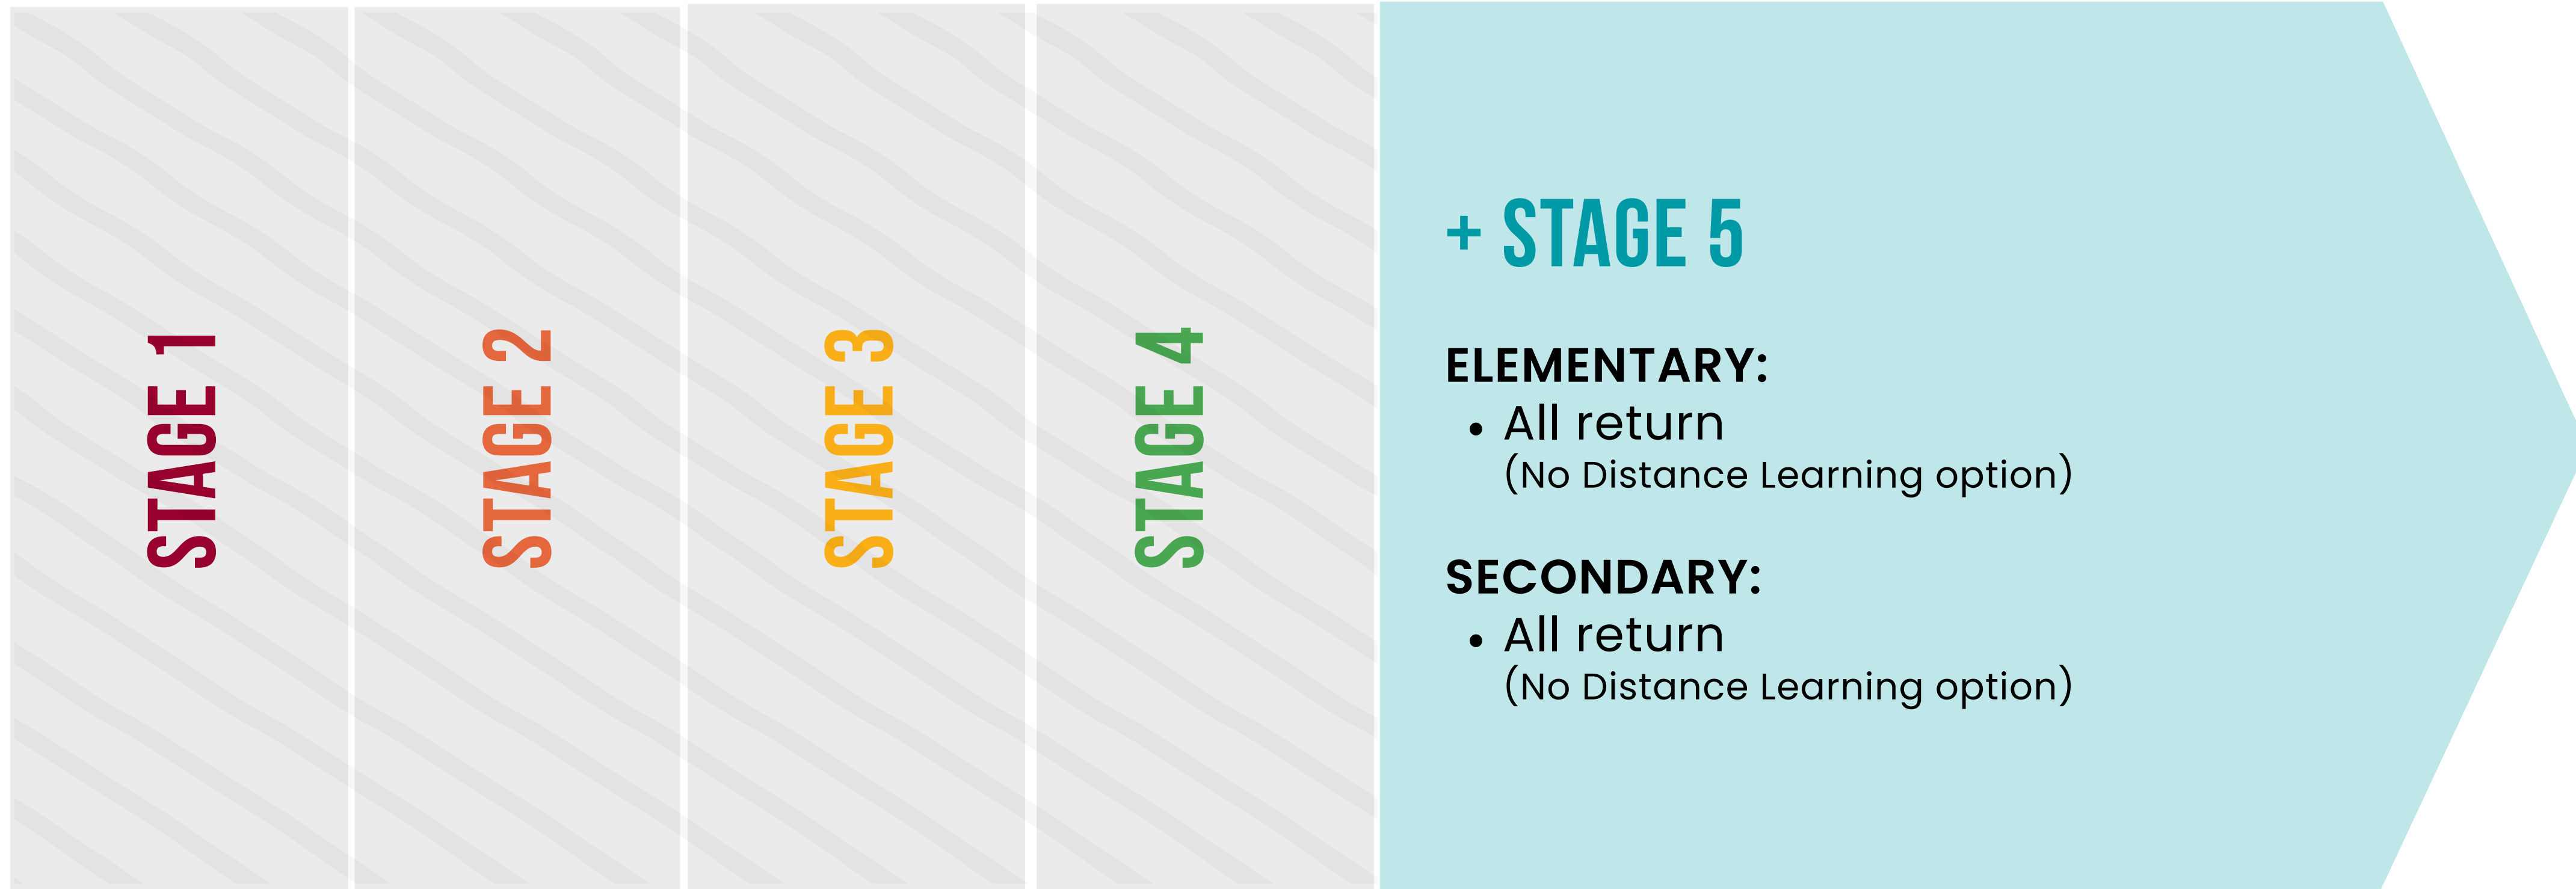 STAGE 1
STAGE 2
STAGE 3
STAGE 4
+ STAGE 5
ELEMENTARY:
• All return
(No Distance Learning option)
SECONDARY:
• All return
(No Distance Learning option)